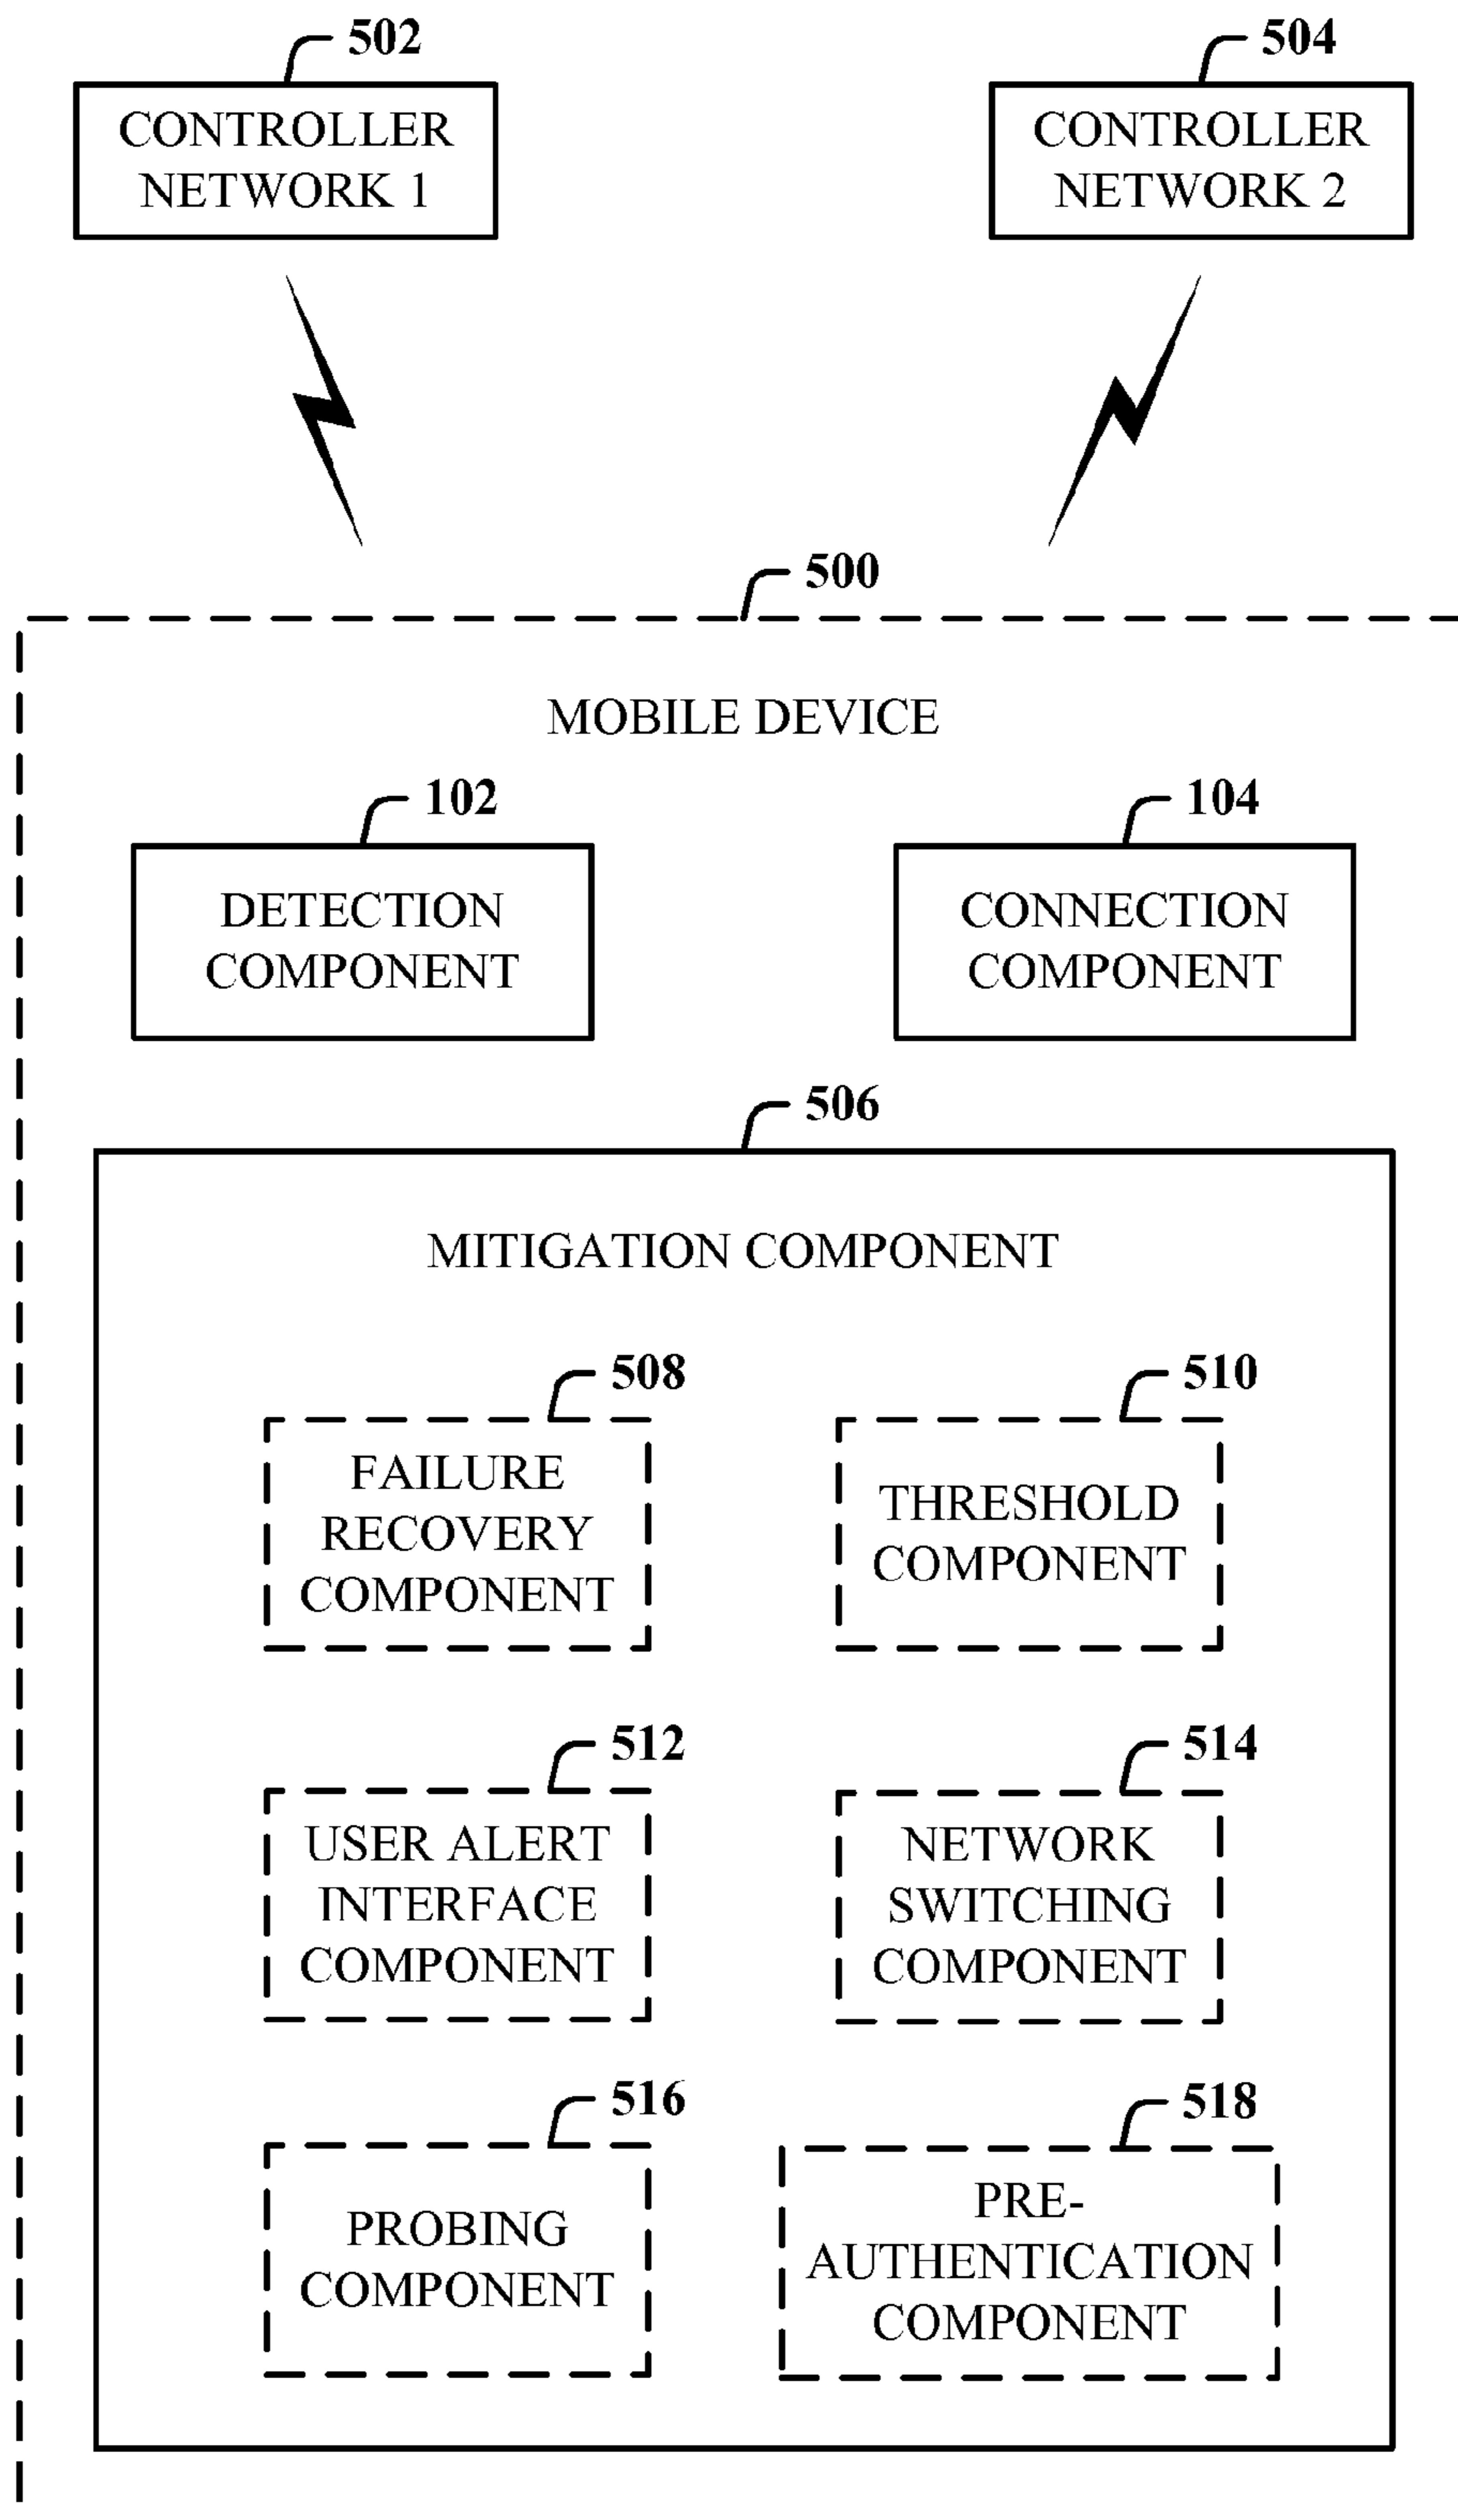 502
504
CONTROLLER
NETWORK 1
CONTROLLER
NETWORK 2
500
MOBILE DEVICE
102
104
DETECTION
COMPONENT
CONNECTION
COMPONENT
506
MITIGATION COMPONENT
508
510
FAILURE
RECOVERY
COMPONENT
THRESHOLD
COMPONENT
512
514
USER ALERT
INTERFACE
COMPONENT
NETWORK
SWITCHING
COMPONENT
516
518
PROBING
COMPONENT
PRE-
AUTHENTICATION
COMPONENT